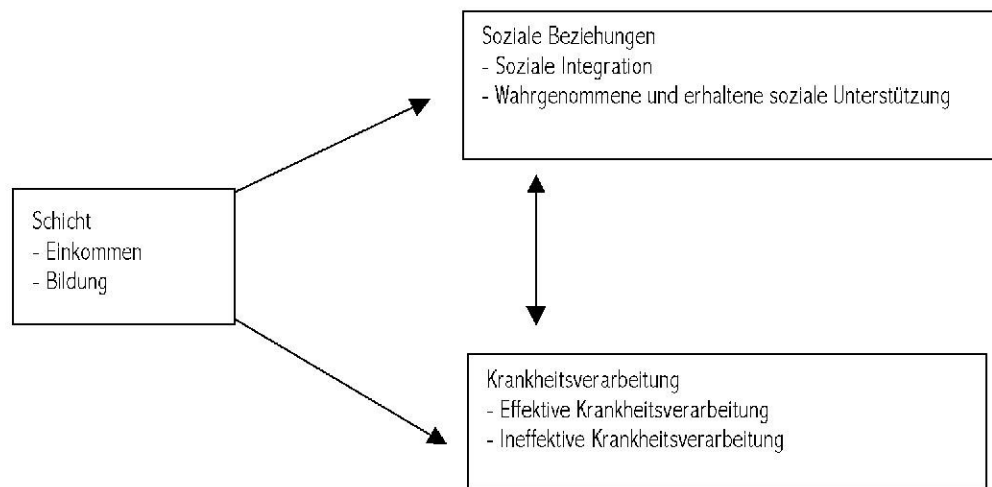 Soziale Beziehungen
- Soziale Integration
- Wahrgenommene und erhaltene soziale Unterstützung
Schicht
- Einkommen
- Bildung
Krankheitsverarbeitung
- Effektive Krankheitsverarbeitung
- Ineffektive Krankheitsverarbeitung